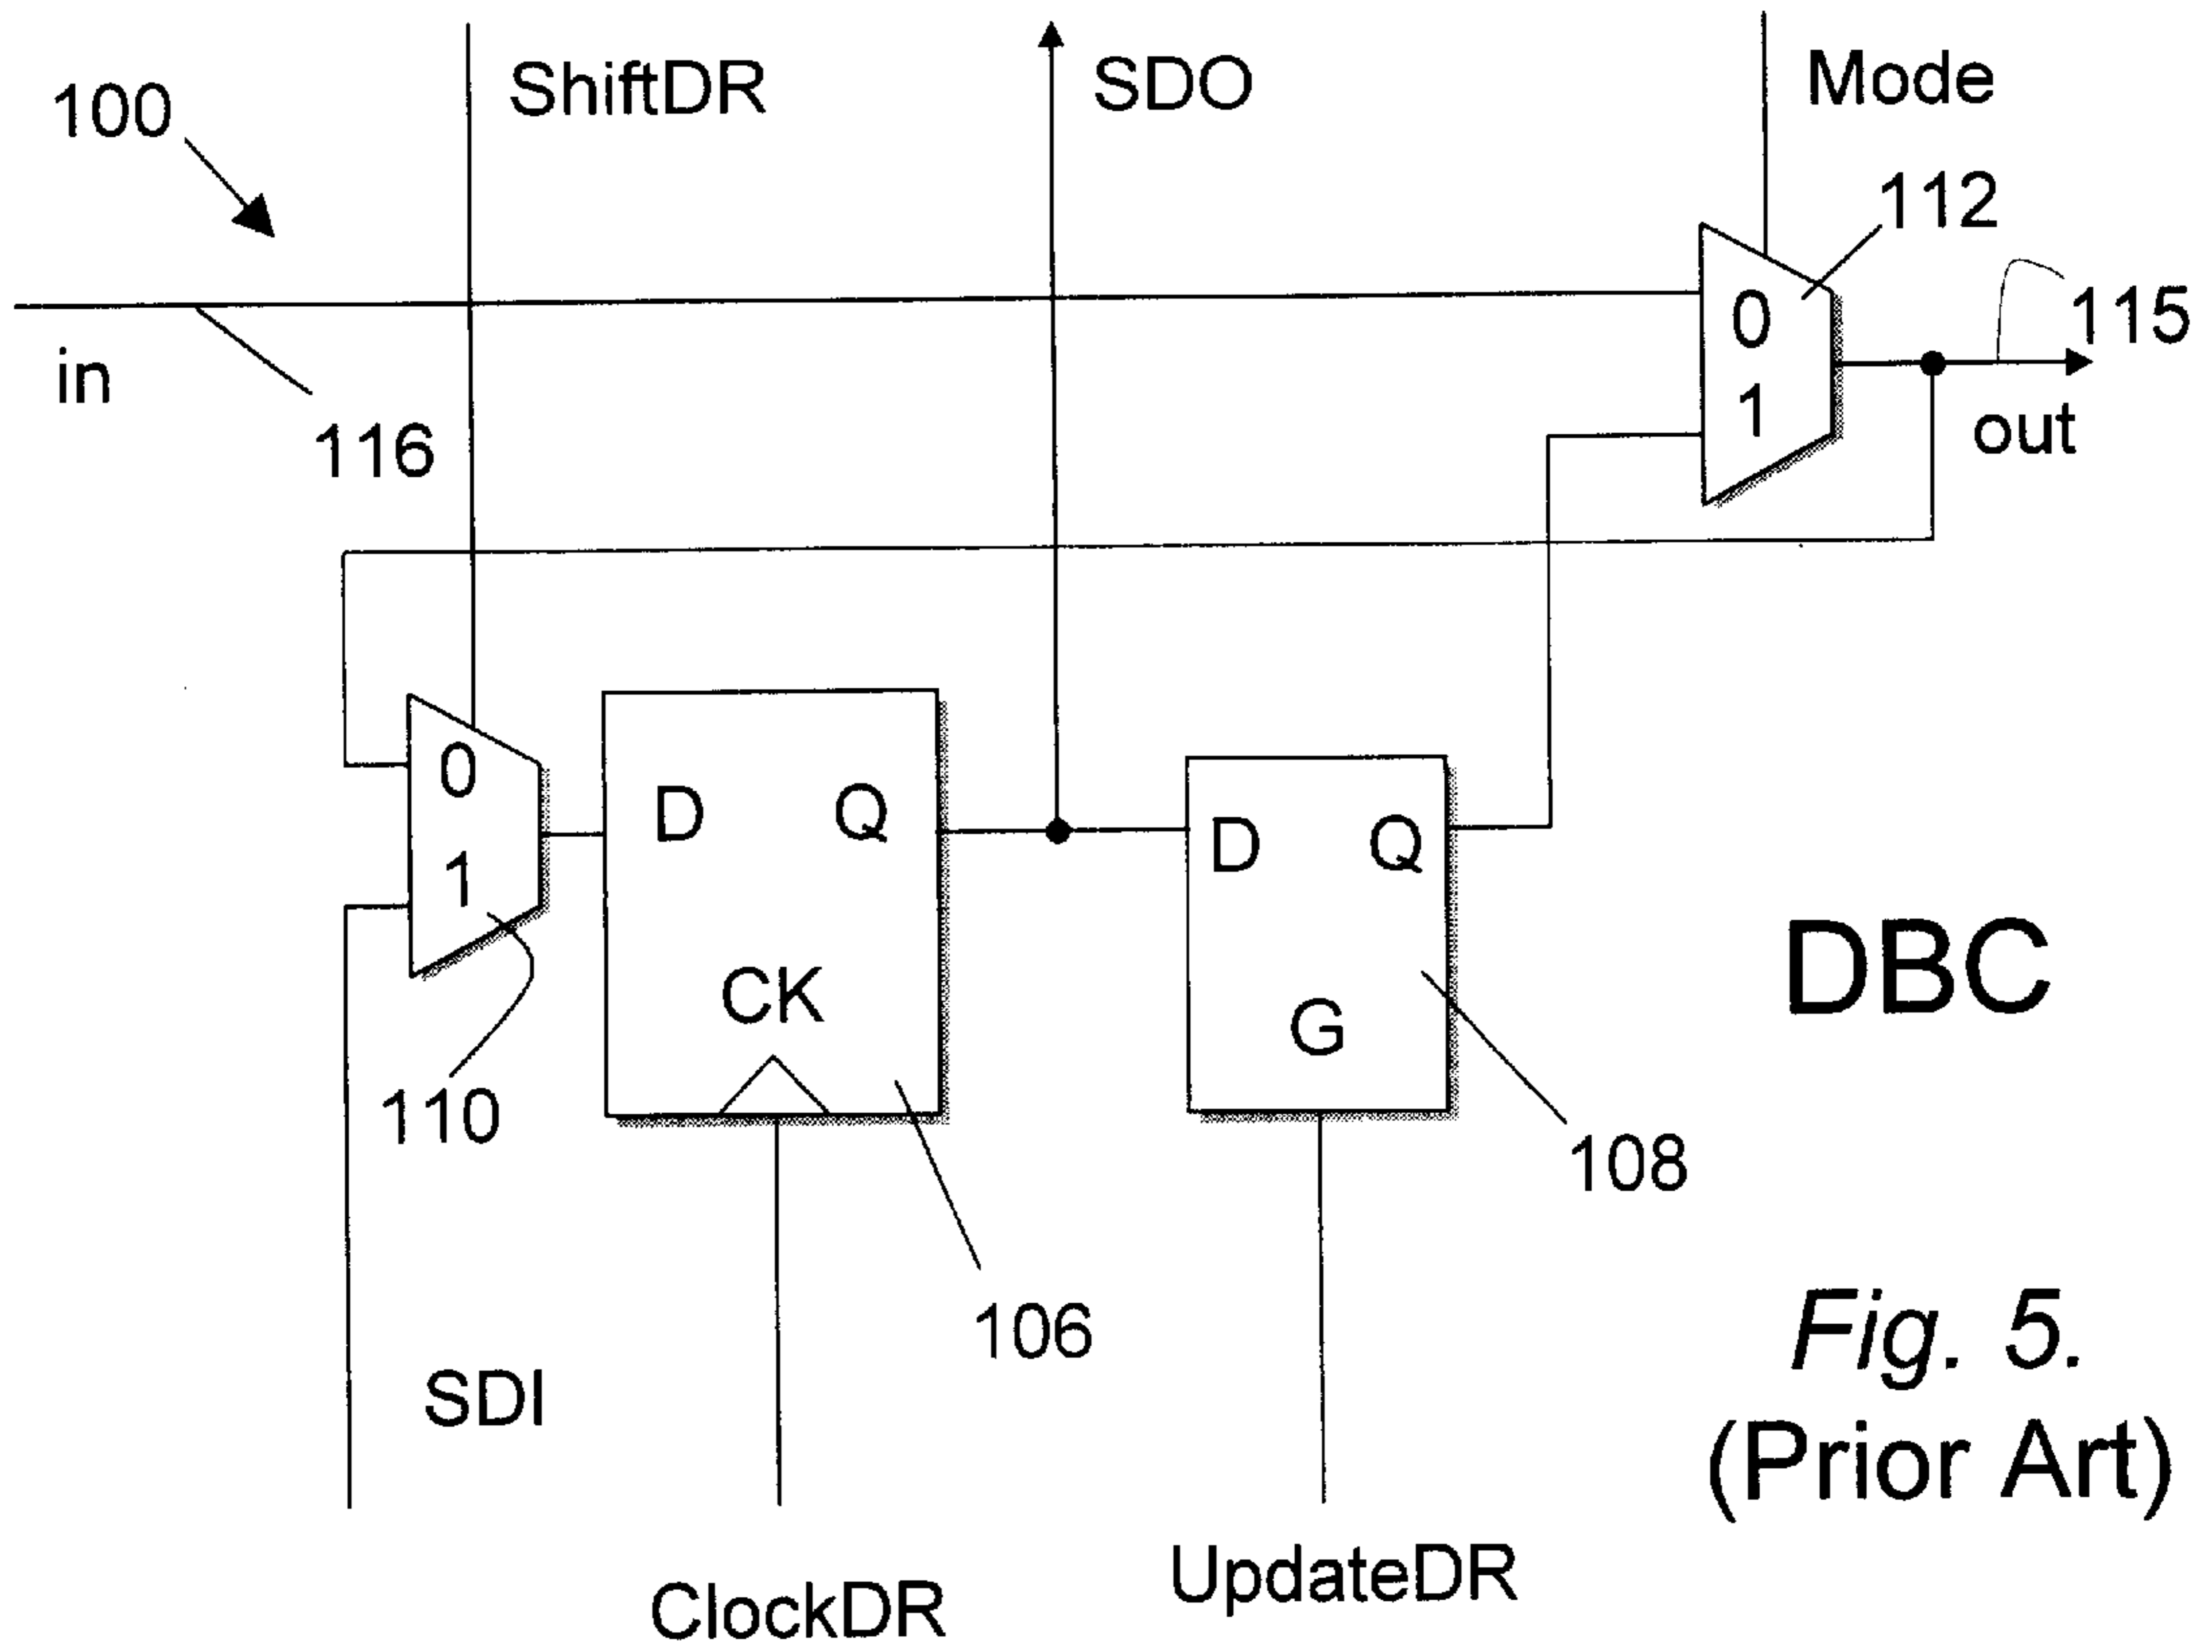 100
ShiftDR
SDO
Mode
112
in
116
0
1
115
out
0
1
D Q
CK
D Q
G
DBC
110
108
106
SDI
Fig. 5.
(Prior Art)
ClockDR
UpdateDR